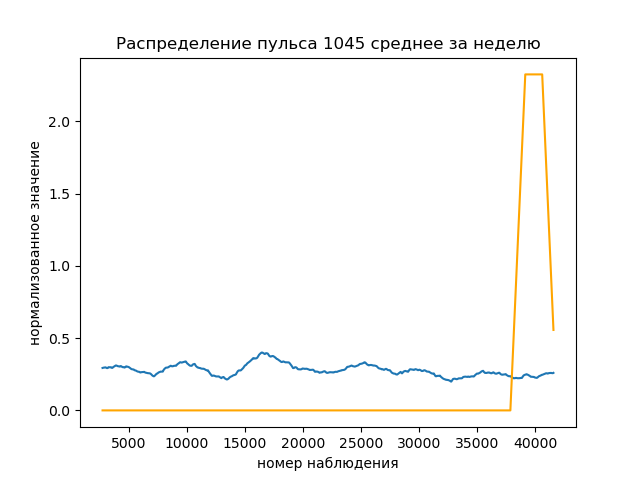 Распределение пульса 1045 среднее за неделю
нормализованное значение
2.0
1.5
1.0
0.5
0.0
5000 10000 15000 20000 25000 30000 35000 40000
номер наблюдения